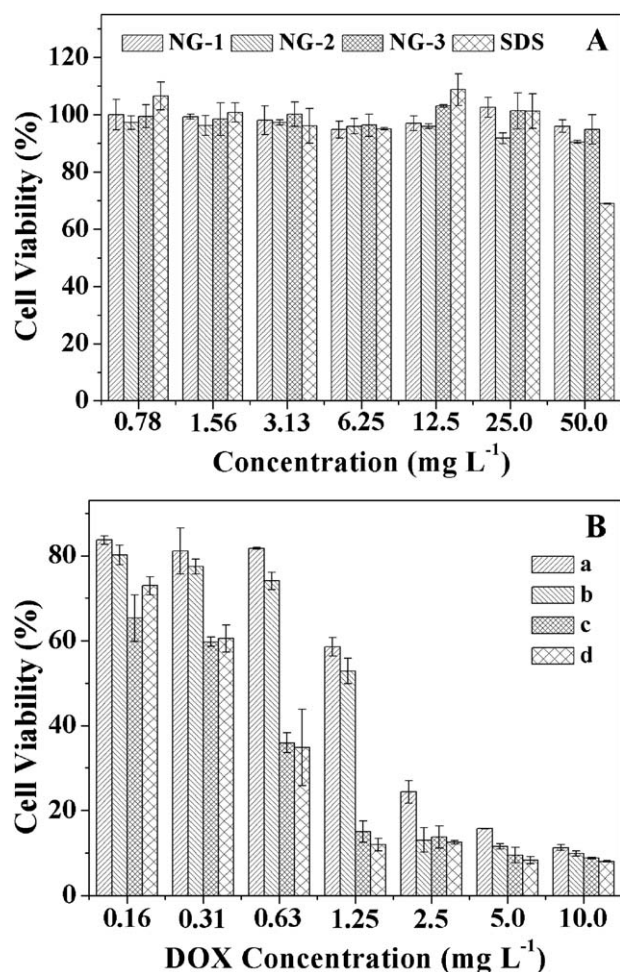 NG-1 NG-2 NG-3 SDS A
120
100
80
60
40
20
0
Cell Viability (%)
0.78 1.56 3.13 6.25 12.5 25.0 50.0
Concentration (mg L⁻¹)
B
a
b
c
d
80
60
40
20
0
Cell Viability (%)
0.16 0.31 0.63 1.25 2.5 5.0 10.0
DOX Concentration (mg L⁻¹)